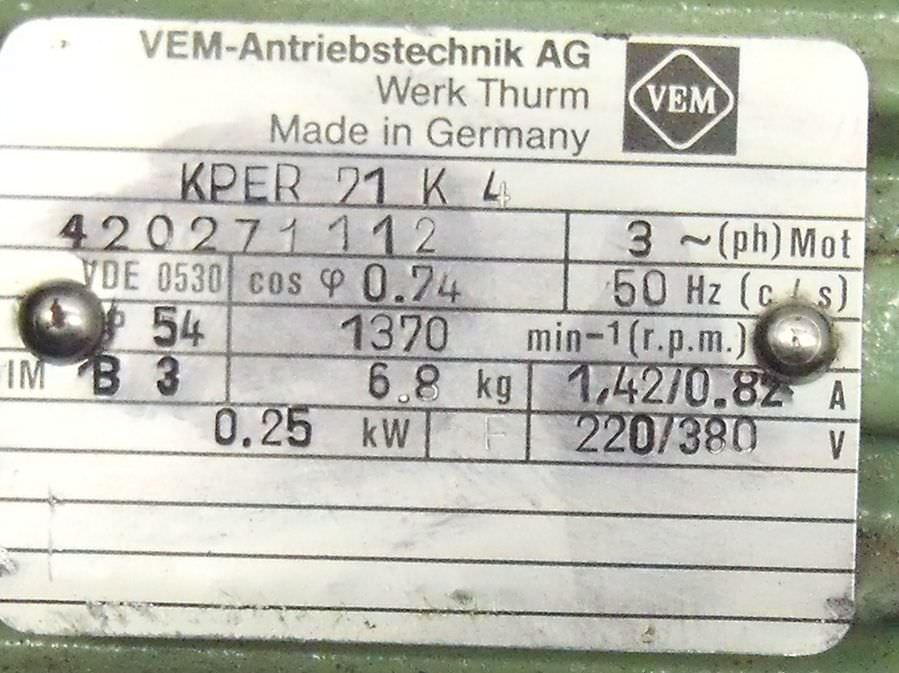 VEM-Antriebstechnik AG
Werk Thurm
Made in Germany
VEM
KPER 71 K 4
420271112 3 ~(ph) Mot
VDE 0530 cos φ 0.74 50 Hz (c/s)
54 1370 min-1(r.p.m.)
IM B 3 6.8 kg 1,42/0.82 A
0.25 kW F 220/380 V